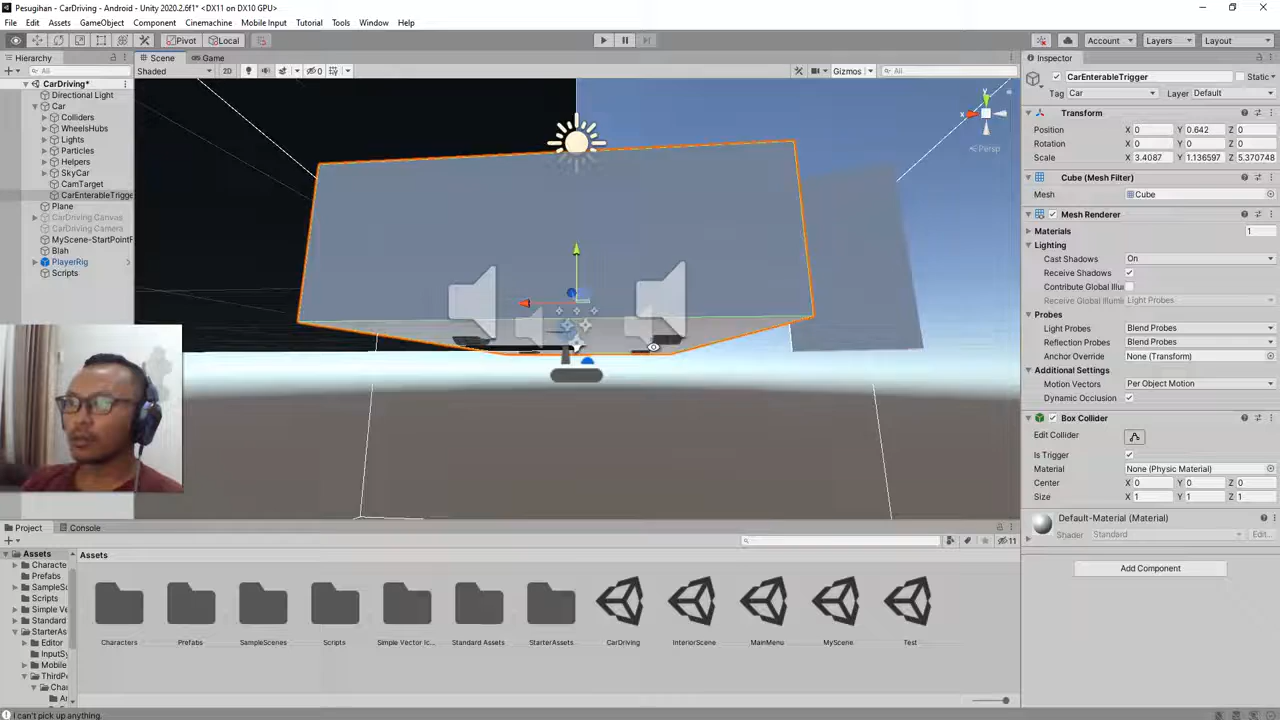 Pesugihan - CarDriving - Android - Unity 2020.2.6f1* <DX11 on DX10 GPU>
File Edit Assets GameObject Component Cinemachine Mobile Input Tutorial Tools Window Help
Pivot Local Account Layers Layout
Hierarchy Scene Game Inspector
All Shaded 2D 0 Gizmos All
CarEnterableTrigger Static
Tag Car Layer Default
CarDriving*
Directional Light
Car
Colliders
WheelsHubs
Lights
Particles
Helpers
SkyCar
CamTarget
CarEnterableTrigge
Plane
CarDriving Canvas
CarDriving Camera
MyScene-StartPointF
Blah
PlayerRig
Scripts
y
x
Persp
Transform
Position X 0 Y 0.642 Z 0
Rotation X 0 Y 0 Z 0
Scale X 3.4087 Y 1.136597 Z 5.370748
Cube (Mesh Filter)
Mesh Cube
Mesh Renderer
Materials 1
Lighting
Cast Shadows On
Receive Shadows
Contribute Global Illu
Receive Global Illumi Light Probes
Probes
Light Probes Blend Probes
Reflection Probes Blend Probes
Anchor Override None (Transform)
Additional Settings
Motion Vectors Per Object Motion
Dynamic Occlusion
Box Collider
Edit Collider
Is Trigger
Material None (Physic Material)
Center X 0 Y 0 Z 0
Size X 1 Y 1 Z 1
Default-Material (Material)
Shader Standard Edit...
Add Component
Project Console
11
Assets
Characte
Prefabs
SampleSc
Scripts
Simple Ve
Standard
StarterAs
Editor
InputSy
Mobile
ThirdP
Cha
Assets
Characters Prefabs SampleScenes Scripts Simple Vector Ic... Standard Assets StarterAssets CarDriving InteriorScene MainMenu MyScene Test
I can't pick up anything.